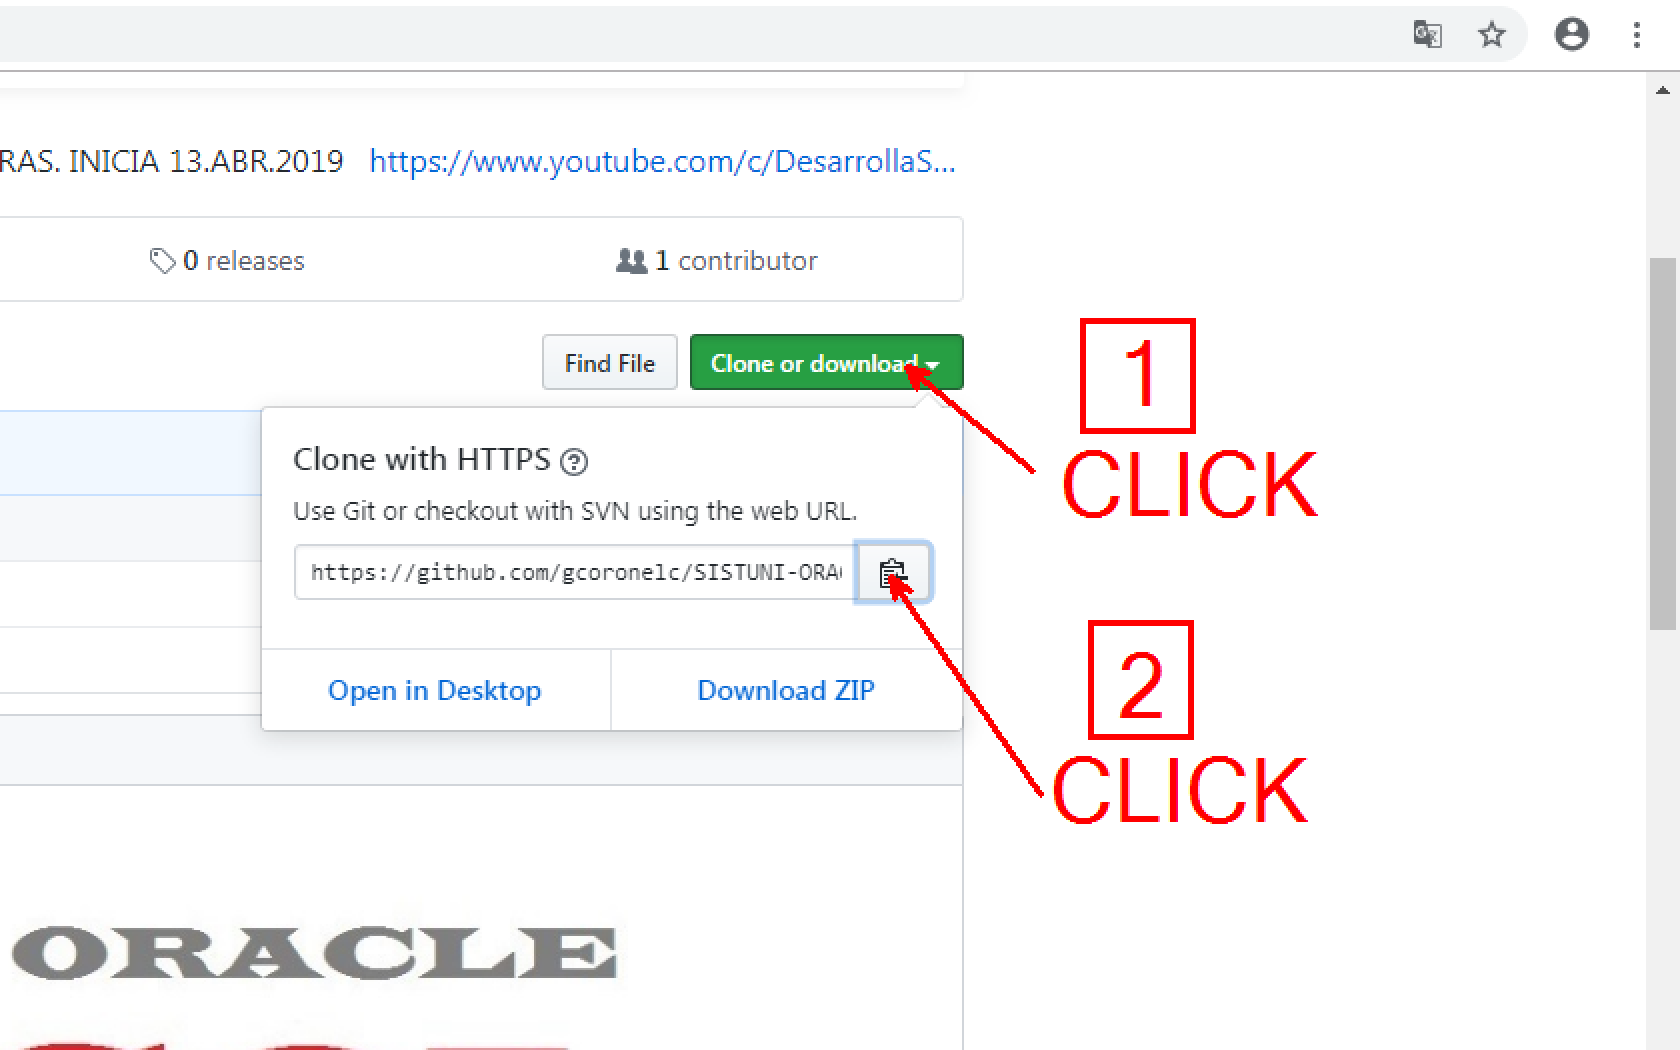 RAS. INICIA 13.ABR.2019 https://www.youtube.com/c/DesarrollaS...
0 releases
1 contributor
Find File
Clone or download
1
CLICK
Clone with HTTPS ?
Use Git or checkout with SVN using the web URL.
https://github.com/gcoronelc/SISTUNI-ORA
2
CLICK
Open in Desktop
Download ZIP
ORACLE